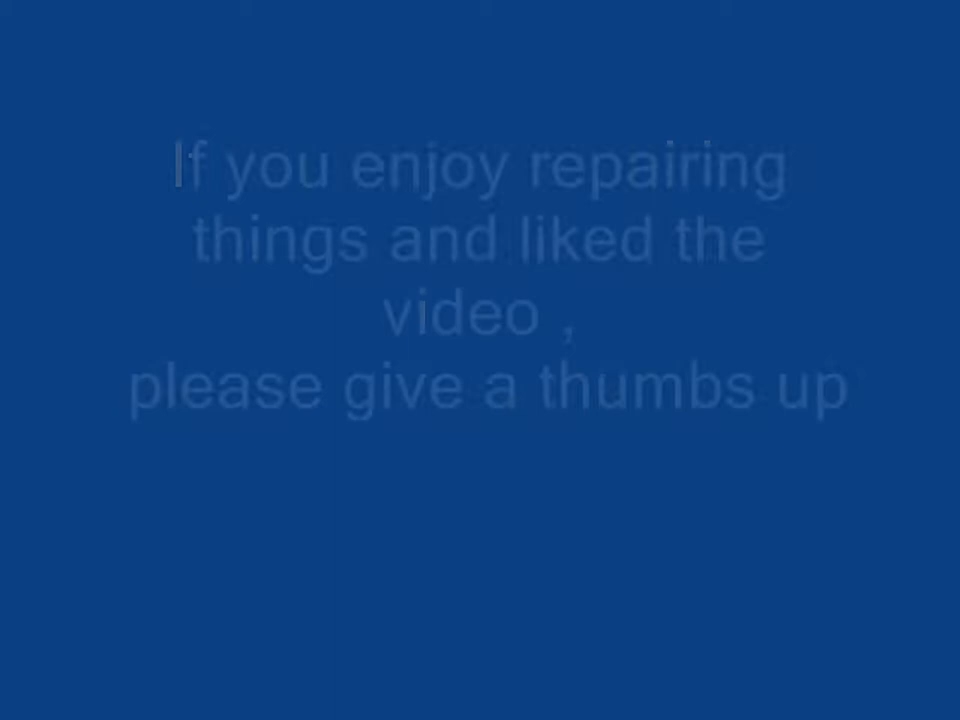 If you enjoy repairing
things and liked the
video ,
please give a thumbs up